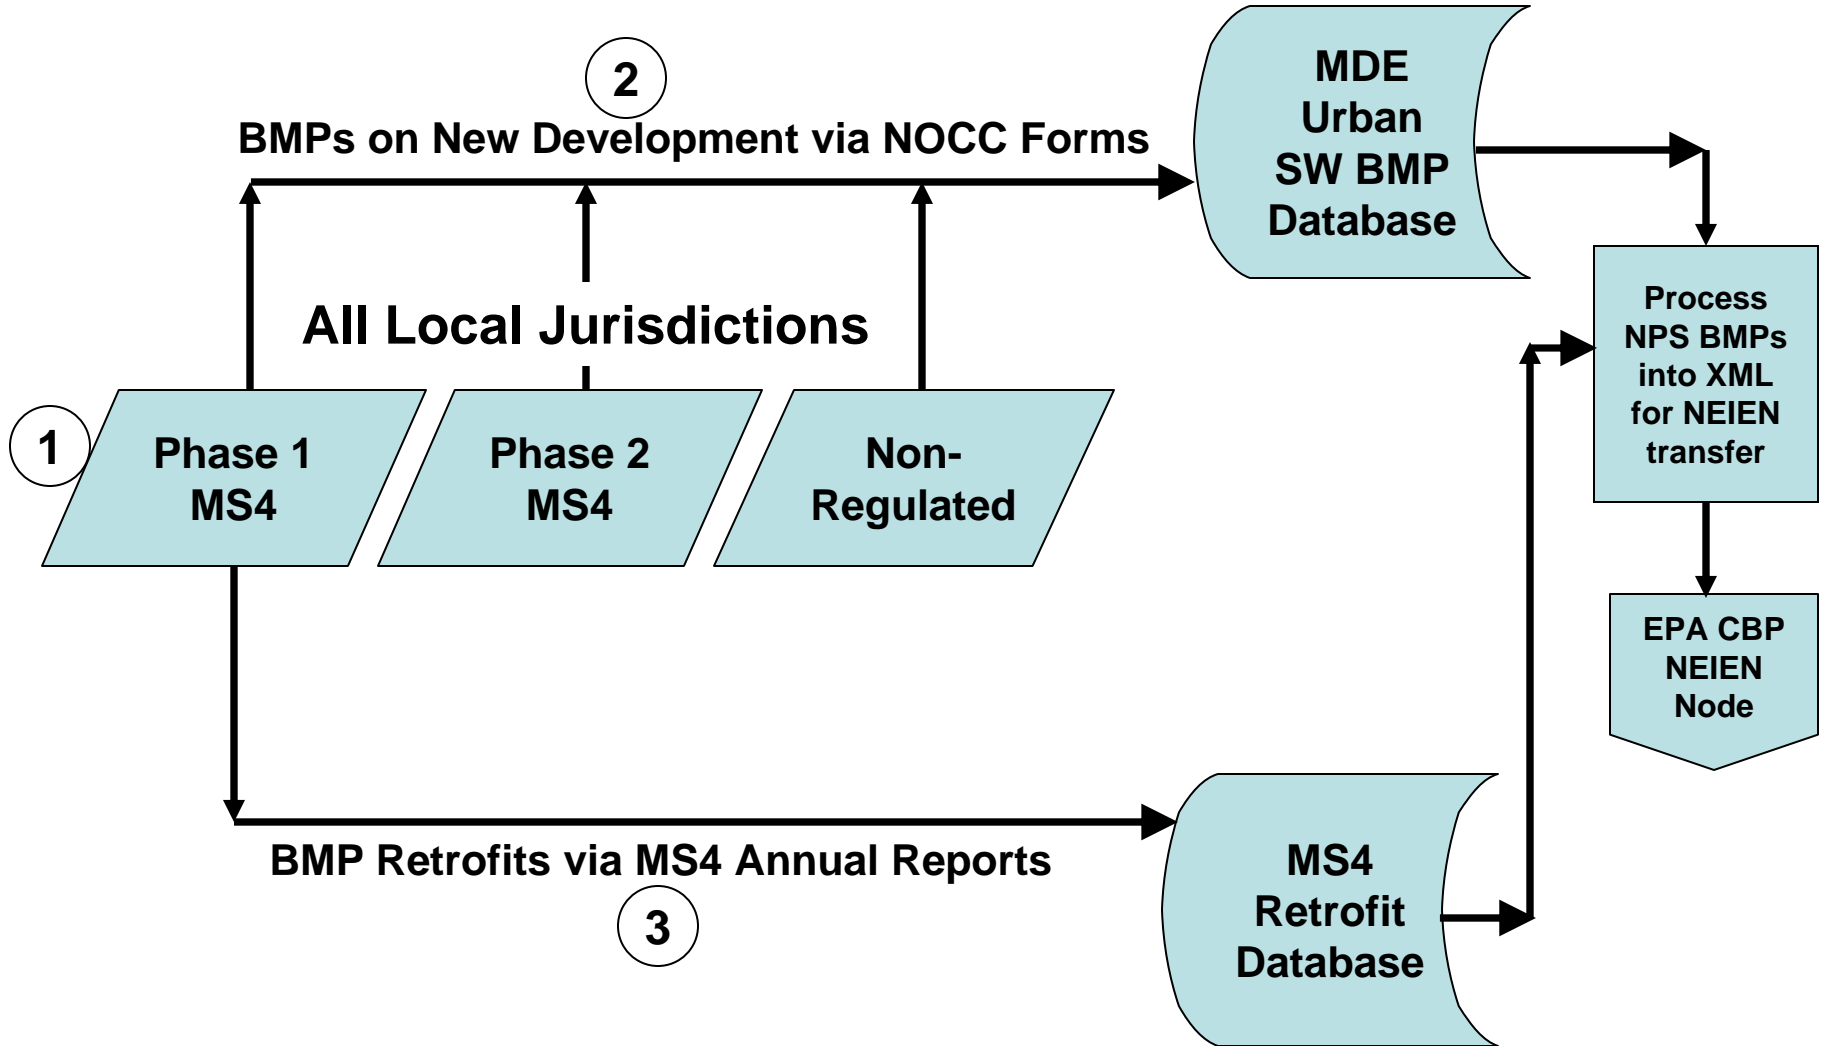 2
BMPs on New Development via NOCC Forms
MDE
Urban
SW BMP
Database
All Local Jurisdictions
1
Phase 1
MS4
Phase 2
MS4
Non-
Regulated
Process
NPS BMPs
into XML
for NEIEN
transfer
EPA CBP
NEIEN
Node
BMP Retrofits via MS4 Annual Reports
3
MS4
Retrofit
Database